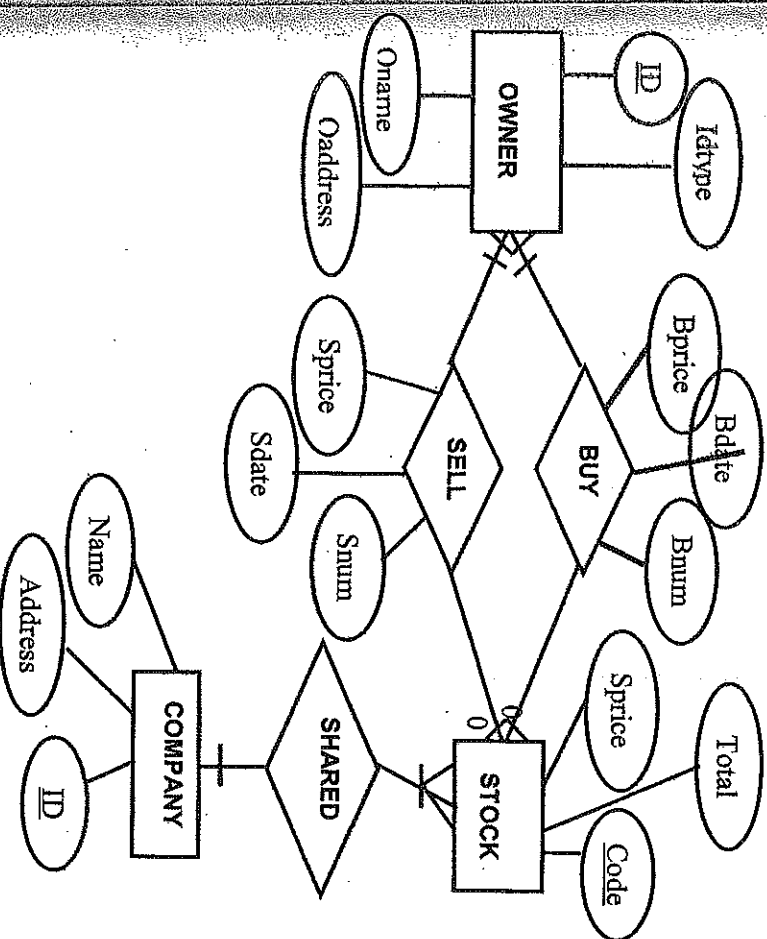 ID
Idtype
OWNER
Oname
Oaddress
Bprice
Bdate
Bnum
BUY
SELL
Sprice
Sdate
Snum
Sprice
Total
Code
STOCK
0
0
SHARED
COMPANY
Name
Address
ID